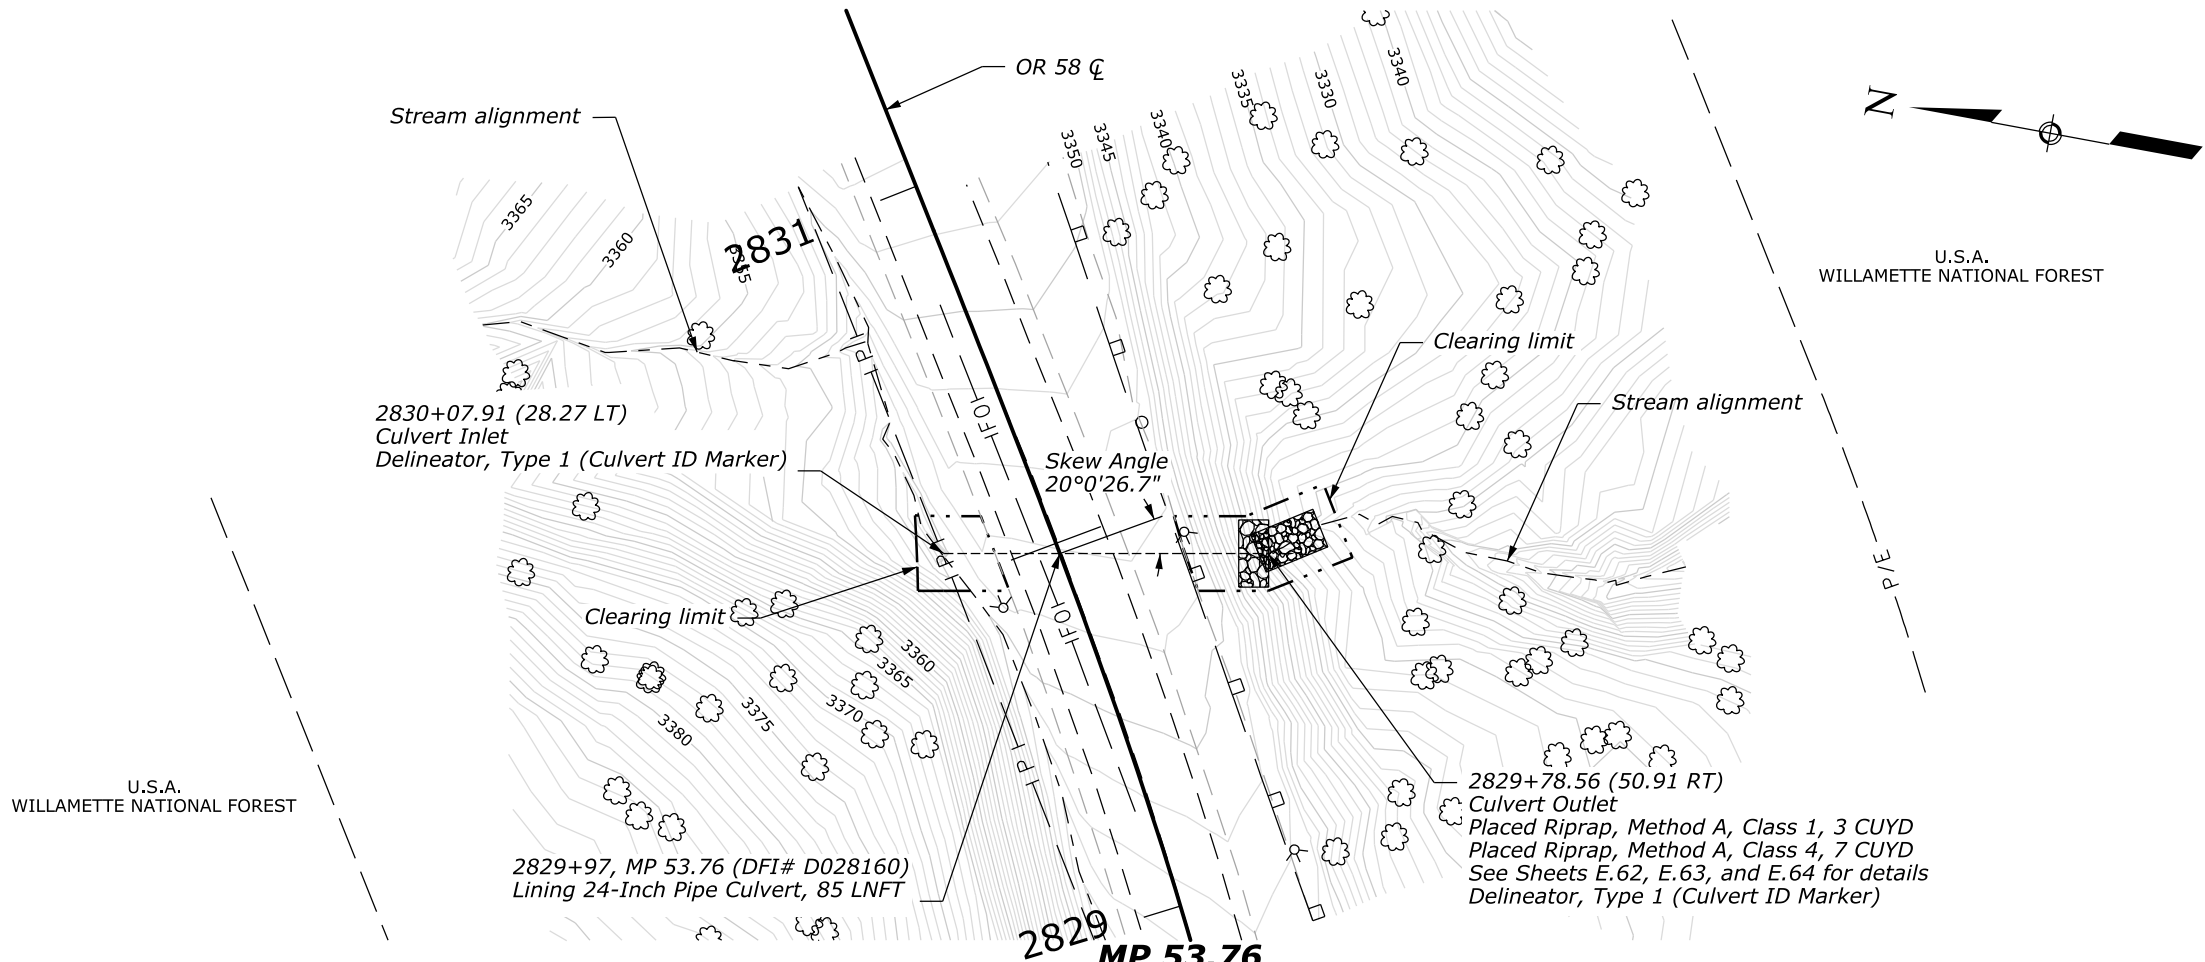 OR 58 ℄
Stream alignment
N
3350
3345
3340
3335
3330
3340
3365
3360
2831
U.S.A.
WILLAMETTE NATIONAL FOREST
Clearing limit
Stream alignment
2830+07.91 (28.27 LT)
Culvert Inlet
Delineator, Type 1 (Culvert ID Marker)
Skew Angle
20°0'26.7"
FO
P
P
P/E
Clearing limit
FO
3360
3365
3370
3375
3380
P
U.S.A.
WILLAMETTE NATIONAL FOREST
2829+78.56 (50.91 RT)
Culvert Outlet
Placed Riprap, Method A, Class 1, 3 CUYD
Placed Riprap, Method A, Class 4, 7 CUYD
See Sheets E.62, E.63, and E.64 for details
Delineator, Type 1 (Culvert ID Marker)
2829+97, MP 53.76 (DFI# D028160)
Lining 24-Inch Pipe Culvert, 85 LNFT
2829
MP 53.76